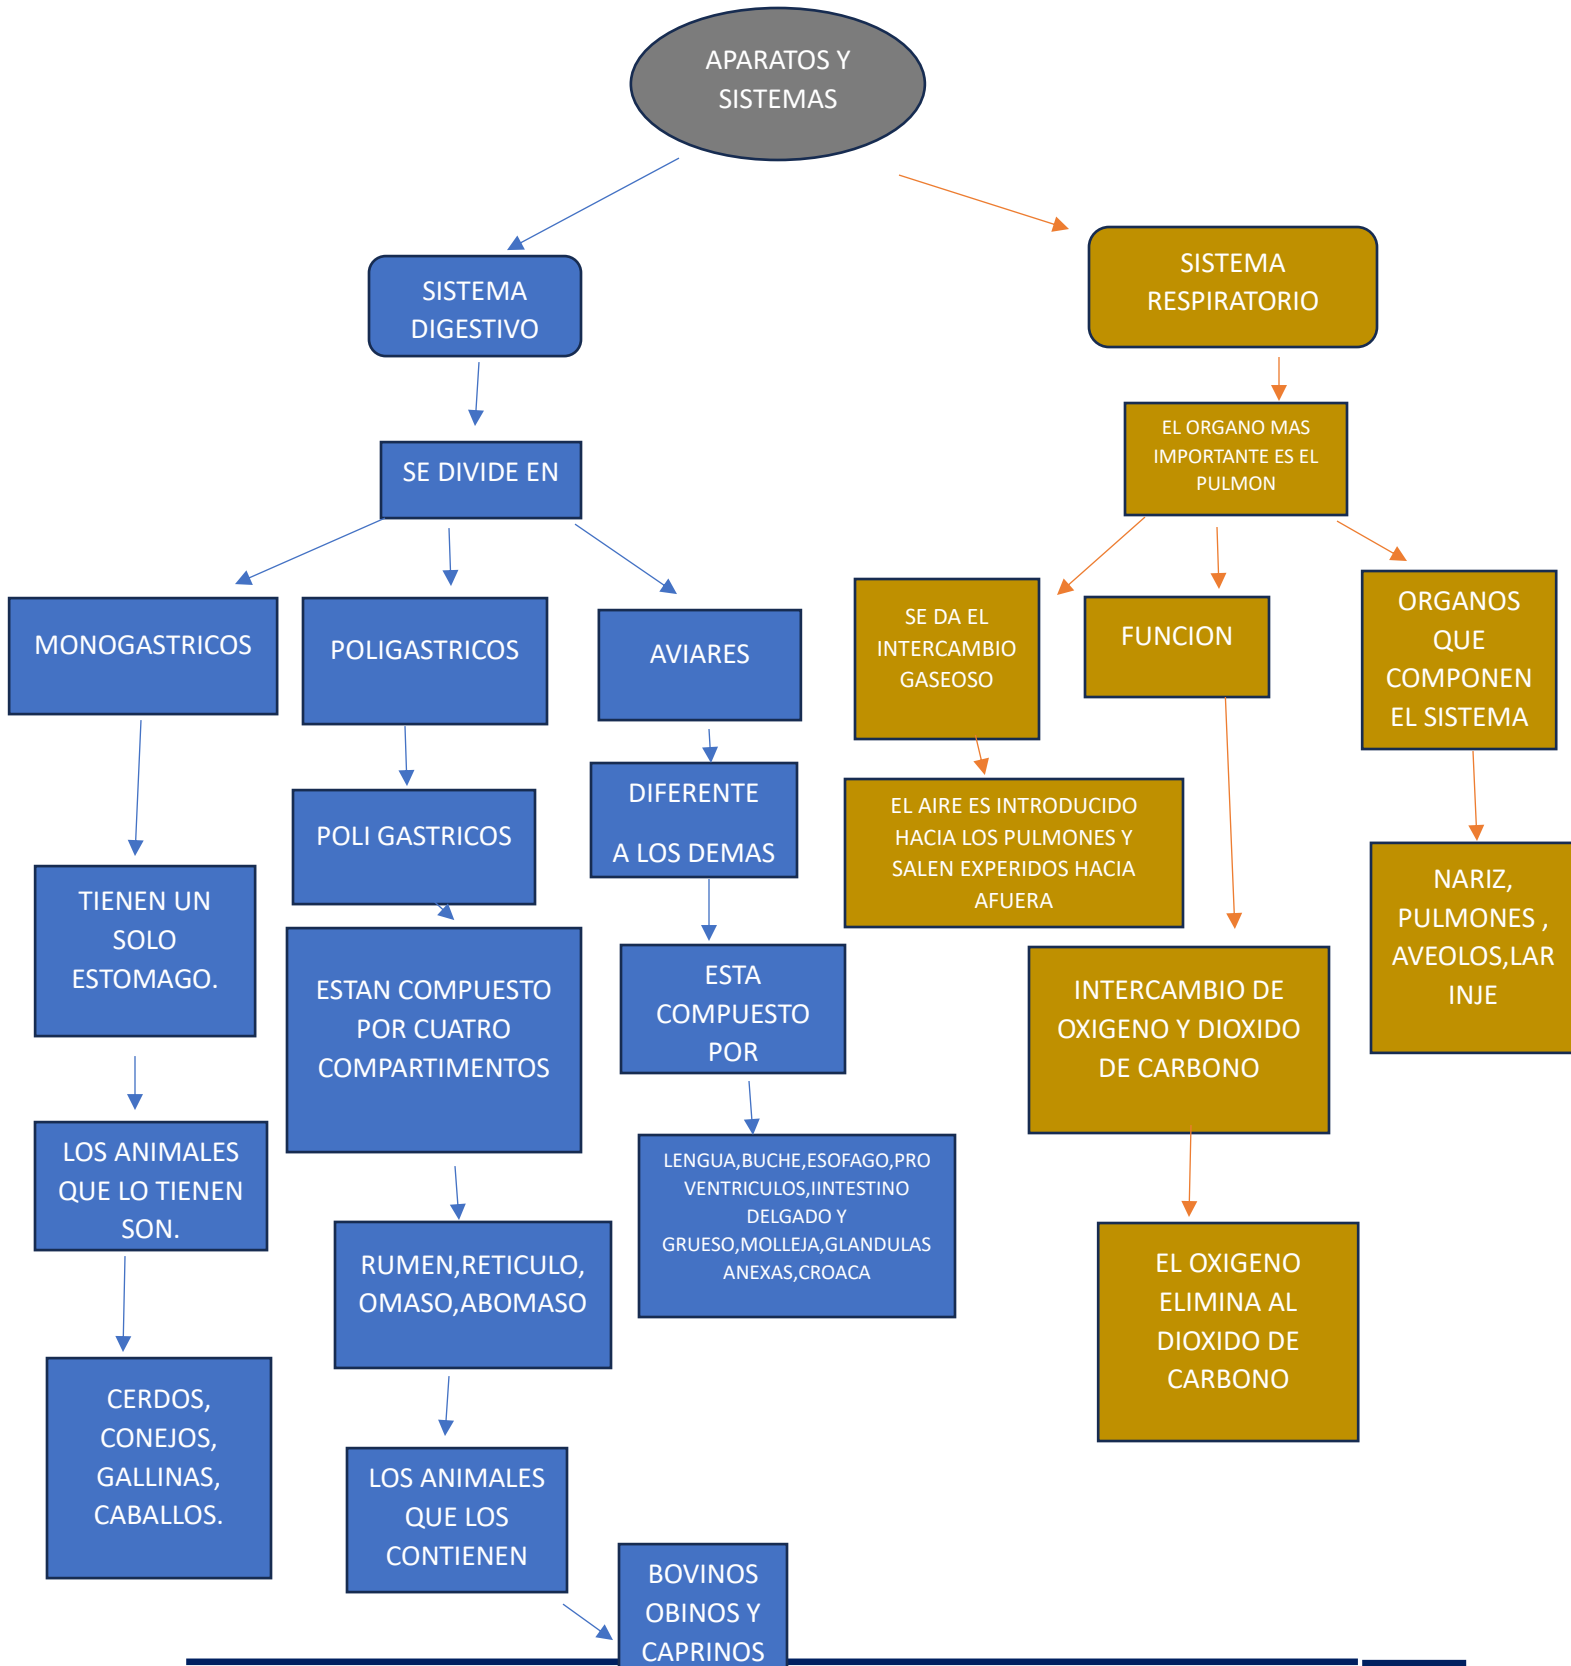 APARATOS Y
SISTEMAS
SISTEMA
DIGESTIVO
SE DIVIDE EN
MONOGASTRICOS
TIENEN UN
SOLO
ESTOMAGO.
LOS ANIMALES
QUE LO TIENEN
SON.
CERDOS,
CONEJOS,
GALLINAS,
CABALLOS.
POLIGASTRICOS
POLI GASTRICOS
ESTAN COMPUESTO
POR CUATRO
COMPARTIMENTOS
RUMEN,RETICULO,
OMASO,ABOMASO
LOS ANIMALES
QUE LOS
CONTIENEN
BOVINOS
OBINOS Y
CAPRINOS
AVIARES
DIFERENTE
A LOS DEMAS
ESTA
COMPUESTO
POR
LENGUA,BUCHE,ESOFAGO,PRO
VENTRICULOS,IINTESTINO
DELGADO Y
GRUESO,MOLLEJA,GLANDULAS
ANEXAS,CROACA
SISTEMA
RESPIRATORIO
EL ORGANO MAS
IMPORTANTE ES EL
PULMON
SE DA EL
INTERCAMBIO
GASEOSO
EL AIRE ES INTRODUCIDO
HACIA LOS PULMONES Y
SALEN EXPERIDOS HACIA
AFUERA
FUNCION
INTERCAMBIO DE
OXIGENO Y DIOXIDO
DE CARBONO
EL OXIGENO
ELIMINA AL
DIOXIDO DE
CARBONO
ORGANOS
QUE
COMPONEN
EL SISTEMA
NARIZ,
PULMONES ,
AVEOLOS,LAR
INJE